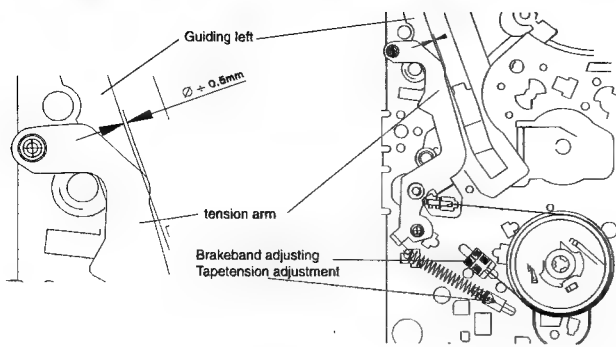 Guiding left
Ø ÷ 0.5mm
tension arm
Brakeband adjusting
Tapetension adjustment